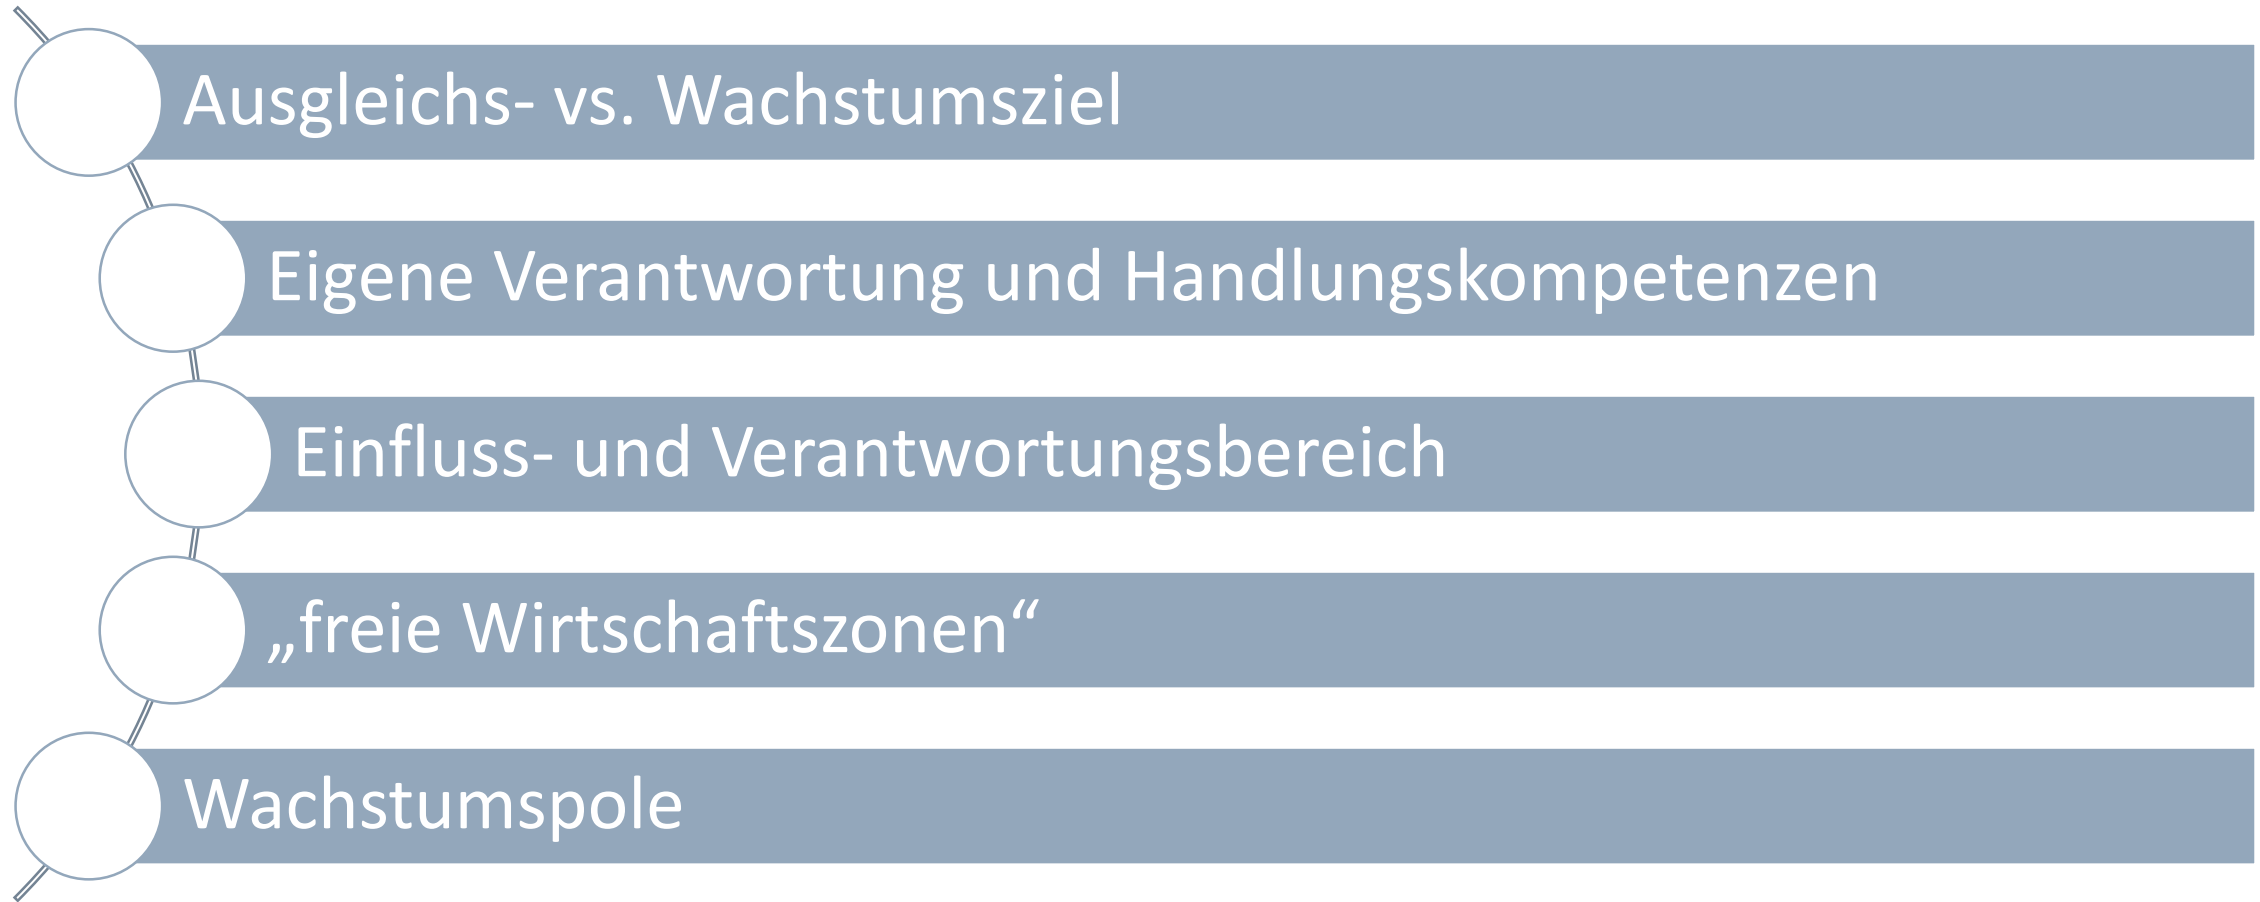 Ausgleichs- vs. Wachstumsziel
Eigene Verantwortung und Handlungskompetenzen
Einfluss- und Verantwortungsbereich
„freie Wirtschaftszonen“
Wachstumspole